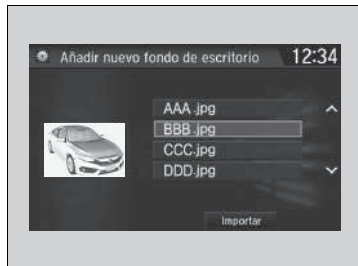 Añadir nuevo fondo de escritorio 12:34
AAA.jpg
BBB.jpg
CCC.jpg
DDD.jpg
Importar